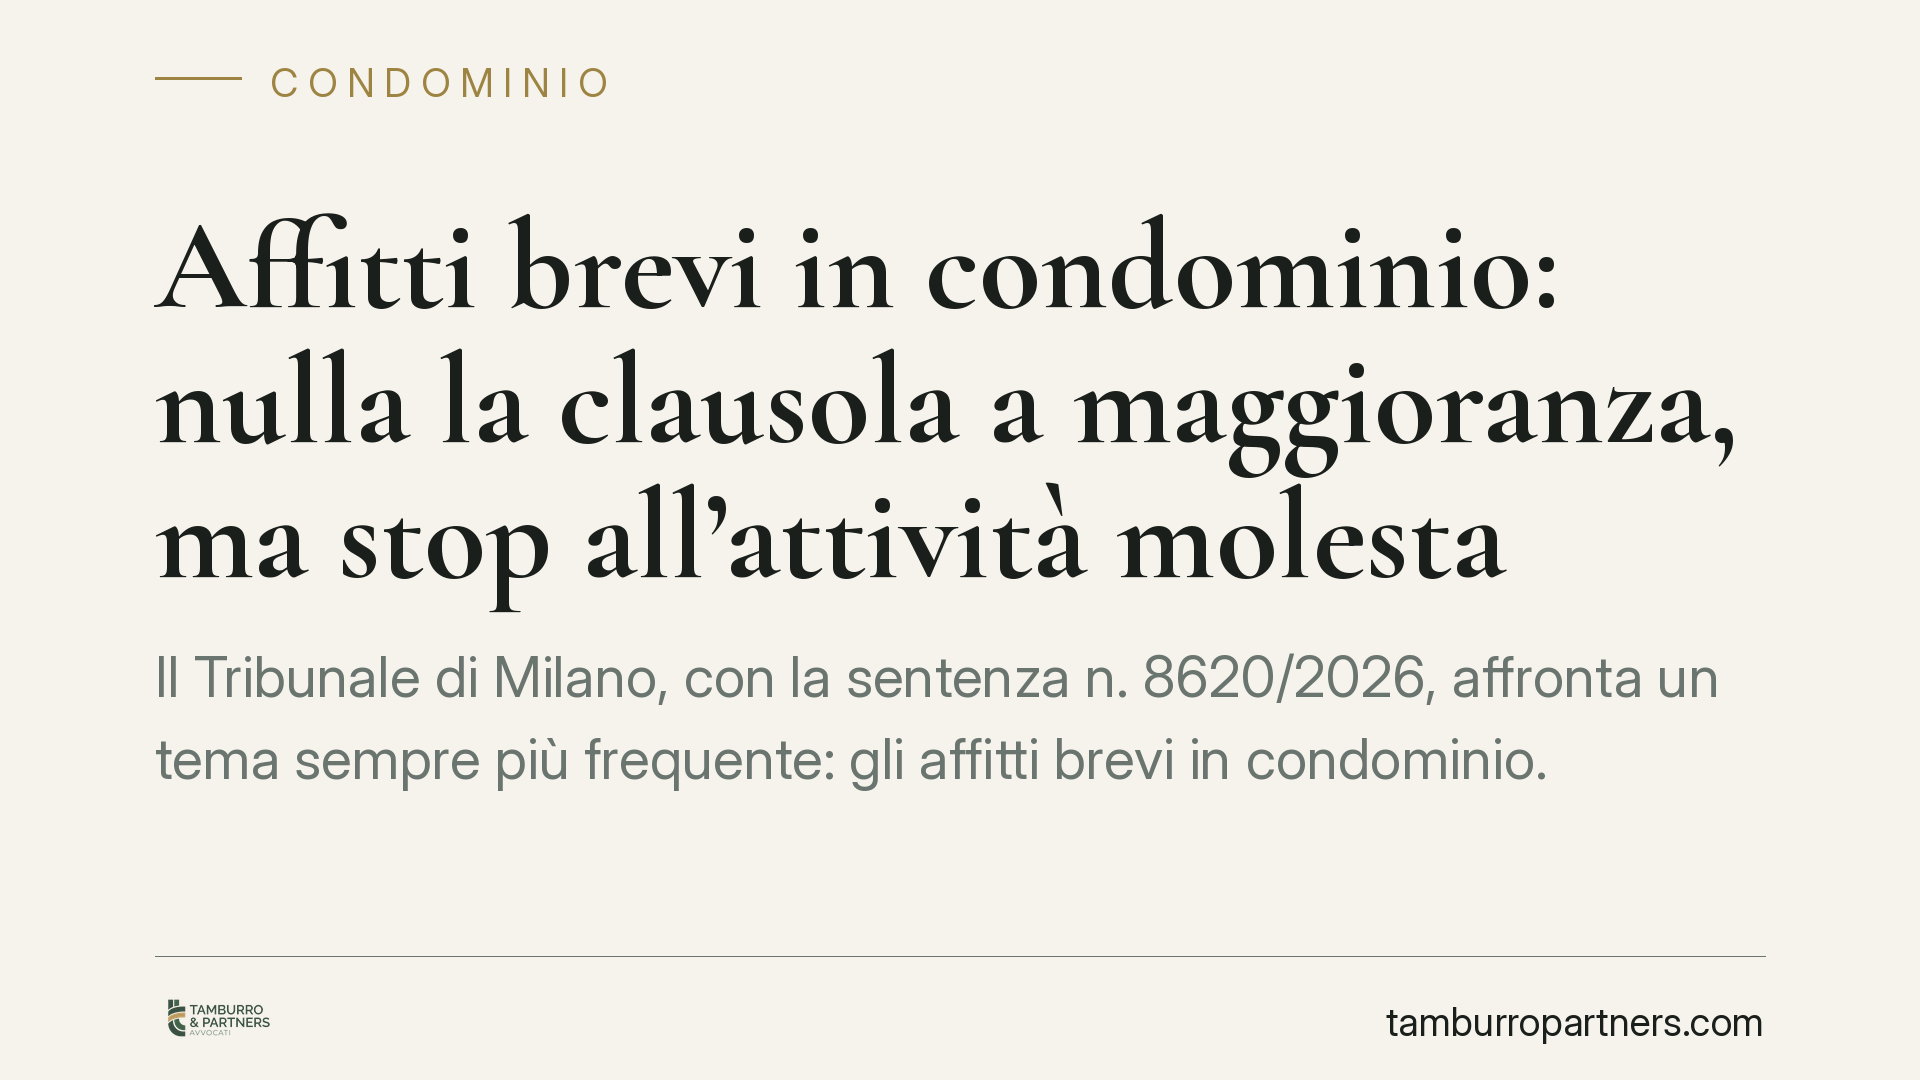 CONDOMINIO
Affitti brevi in condominio:
nulla la clausola a maggioranza,
ma stop all’attività molesta
Il Tribunale di Milano, con la sentenza n. 8620/2026, affronta un
tema sempre più frequente: gli affitti brevi in condominio.
TAMBURRO
& PARTNERS
AVVOCATI
tamburropartners.com